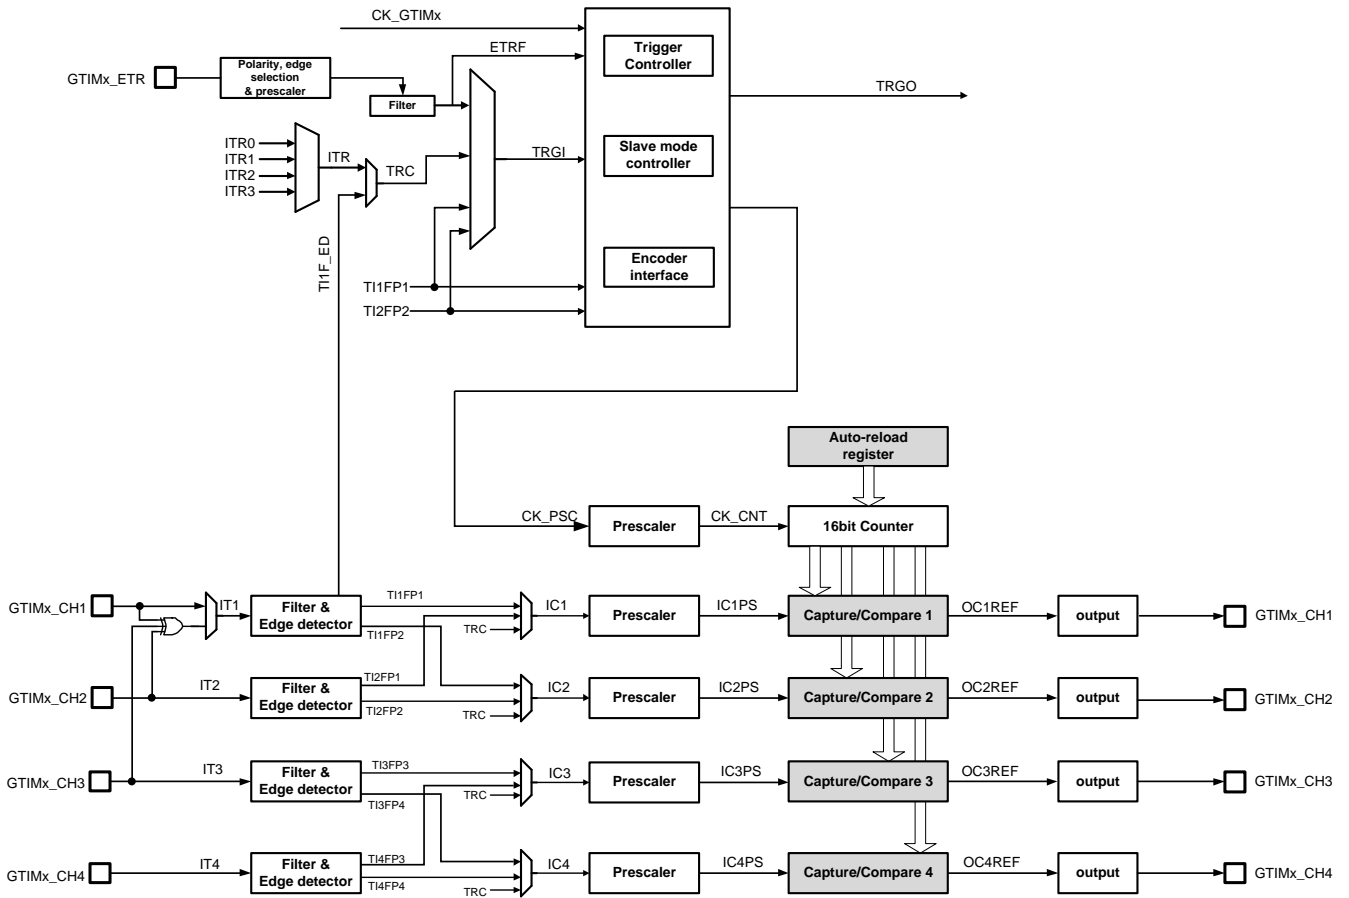 CK_GTIMx
ETRF
Trigger
Controller
GTIMx_ETR
Polarity, edge
selection
& prescaler
Filter
TRGO
ITR0
ITR1
ITR2
ITR3
ITR
TRC
TRGI
Slave mode
controller
TI1F_ED
Encoder
interface
TI1FP1
TI2FP2
Auto-reload
register
CK_PSC
Prescaler
CK_CNT
16bit Counter
GTIMx_CH1
IT1
Filter &
Edge detector
TI1FP1
TI1FP2
TRC
IC1
Prescaler
IC1PS
Capture/Compare 1
OC1REF
output
GTIMx_CH1
GTIMx_CH2
IT2
Filter &
Edge detector
TI2FP1
TI2FP2
TRC
IC2
Prescaler
IC2PS
Capture/Compare 2
OC2REF
output
GTIMx_CH2
GTIMx_CH3
IT3
Filter &
Edge detector
TI3FP3
TI3FP4
TRC
IC3
Prescaler
IC3PS
Capture/Compare 3
OC3REF
output
GTIMx_CH3
GTIMx_CH4
IT4
Filter &
Edge detector
TI4FP3
TI4FP4
TRC
IC4
Prescaler
IC4PS
Capture/Compare 4
OC4REF
output
GTIMx_CH4